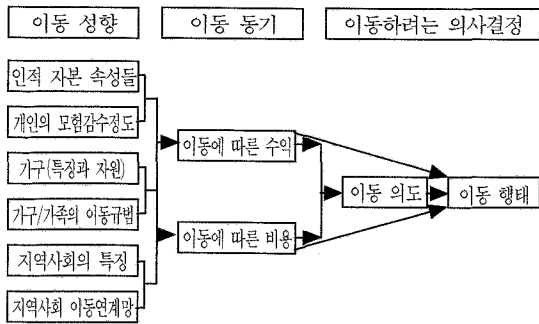 이동 성향
이동 동기
이동하려는 의사결정
인적 자본 속성들
개인의 모험감수정도
가구(특징과 자원)
가구/가족의 이동규범
지역사회의 특징
지역사회 이동연계망
이동에 따른 수익
이동에 따른 비용
이동 의도
이동 행태